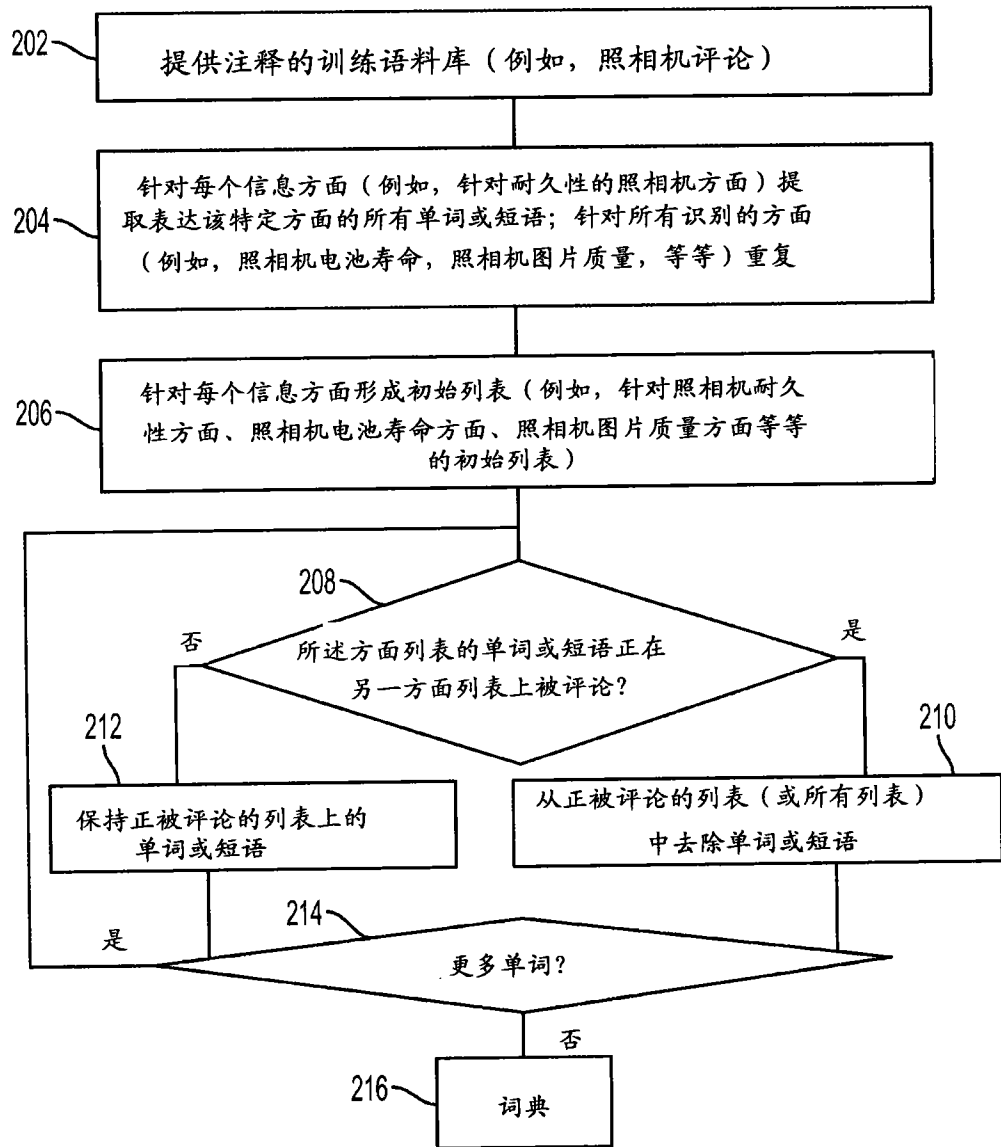 202
提供注释的训练语料库（例如，照相机评论）
204
针对每个信息方面（例如，针对耐久性的照相机方面）提
取表达该特定方面的所有单词或短语；针对所有识别的方面
（例如，照相机电池寿命，照相机图片质量，等等）重复
206
针对每个信息方面形成初始列表（例如，针对照相机耐久
性方面、照相机电池寿命方面、照相机图片质量方面等等
的初始列表）
208
否
是
所述方面列表的单词或短语正在
另一方面列表上被评论？
212
210
保持正被评论的列表上的
单词或短语
从正被评论的列表（或所有列表）
中去除单词或短语
214
是
更多单词？
否
216
词典